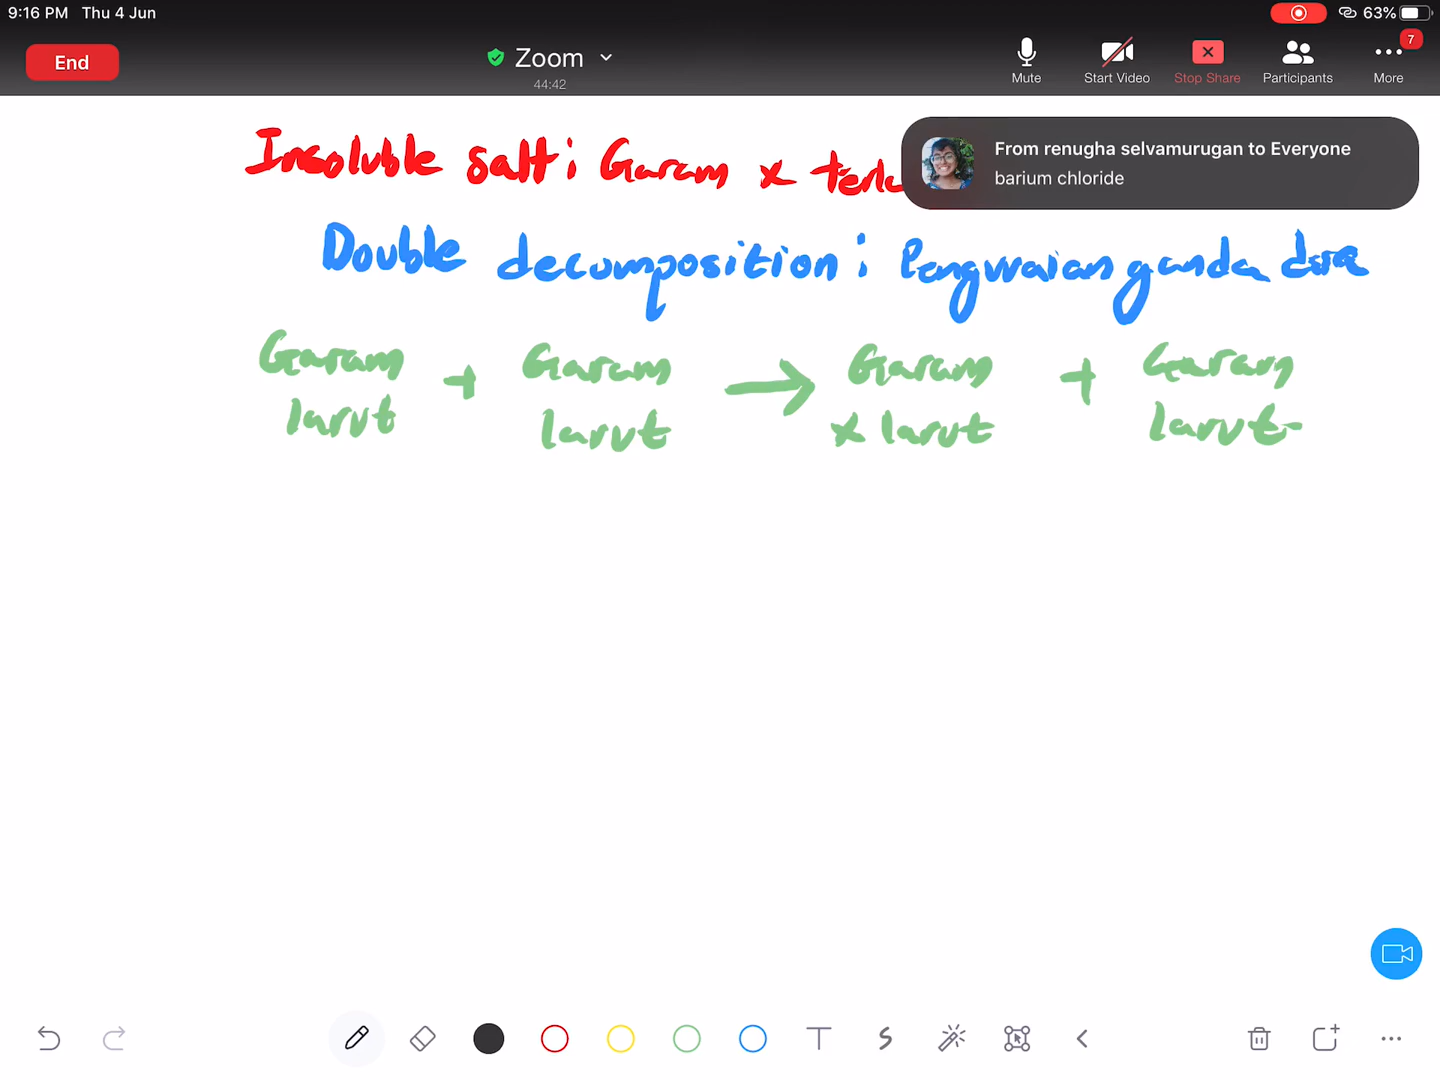 9:16 PM Thu 4 Jun
63%
End
Zoom
44:42
Mute
Start Video
Stop Share
Participants
More
7
Insoluble salt : Garam x terla
From renugha selvamurugan to Everyone
barium chloride
Double decomposition : Penguraian ganda dua
Garam + Garam → Garam + Garam
larut larut x larut larut
T